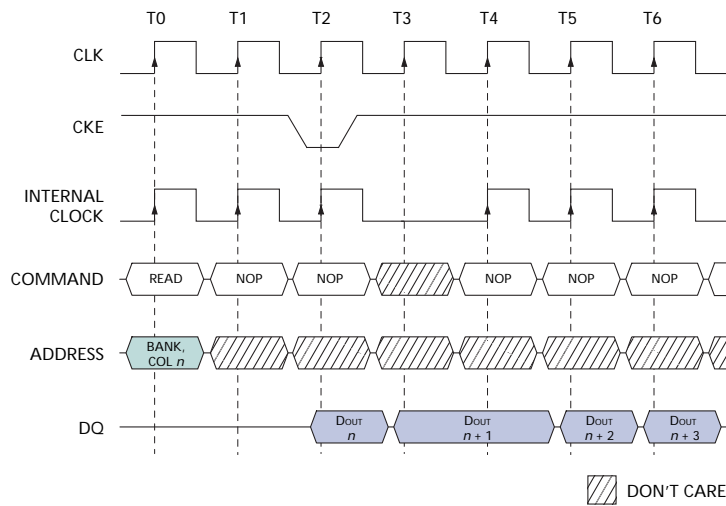 T0 T1 T2 T3 T4 T5 T6
CLK
CKE
INTERNAL
CLOCK
COMMAND READ NOP NOP NOP NOP NOP
ADDRESS BANK,
COL n
DQ DOUT DOUT DOUT DOUT
n n + 1 n + 2 n + 3
DON'T CARE